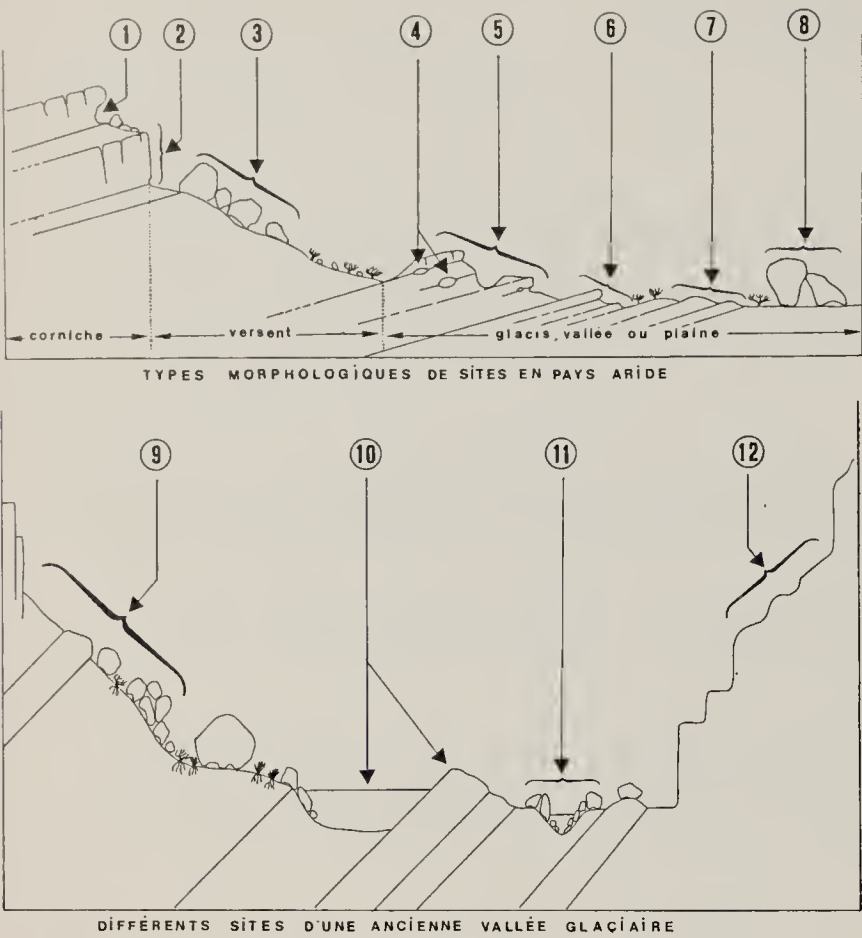 1 2 3 4 5 6 7 8
corniche versent glacis, vallée ou plaine
TYPES MORPHOLOGiQUES DE SiTES EN PAYS ARiDE
9 10 11 12
DiFFÉRENTS SiTES D'UNE ANCiENNE VALLÉE GLAÇiAiRE